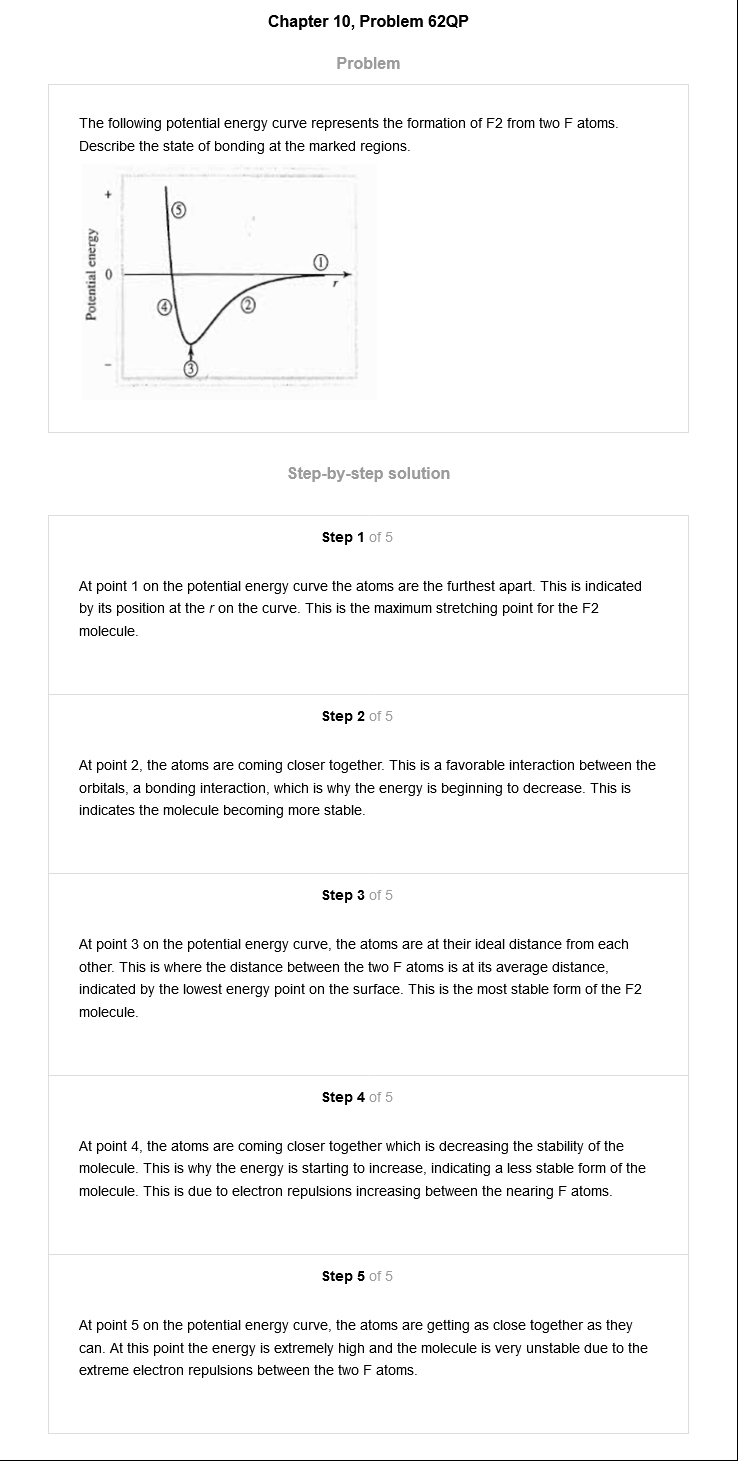 Chapter 10, Problem 62QP
Problem
The following potential energy curve represents the formation of F2 from two F atoms.
Describe the state of bonding at the marked regions.
+
⑤
①
Potential energy
0
r
④
②
−
③
Step-by-step solution
Step 1 of 5
At point 1 on the potential energy curve the atoms are the furthest apart. This is indicated
by its position at the r on the curve. This is the maximum stretching point for the F2
molecule.
Step 2 of 5
At point 2, the atoms are coming closer together. This is a favorable interaction between the
orbitals, a bonding interaction, which is why the energy is beginning to decrease. This is
indicates the molecule becoming more stable.
Step 3 of 5
At point 3 on the potential energy curve, the atoms are at their ideal distance from each
other. This is where the distance between the two F atoms is at its average distance,
indicated by the lowest energy point on the surface. This is the most stable form of the F2
molecule.
Step 4 of 5
At point 4, the atoms are coming closer together which is decreasing the stability of the
molecule. This is why the energy is starting to increase, indicating a less stable form of the
molecule. This is due to electron repulsions increasing between the nearing F atoms.
Step 5 of 5
At point 5 on the potential energy curve, the atoms are getting as close together as they
can. At this point the energy is extremely high and the molecule is very unstable due to the
extreme electron repulsions between the two F atoms.